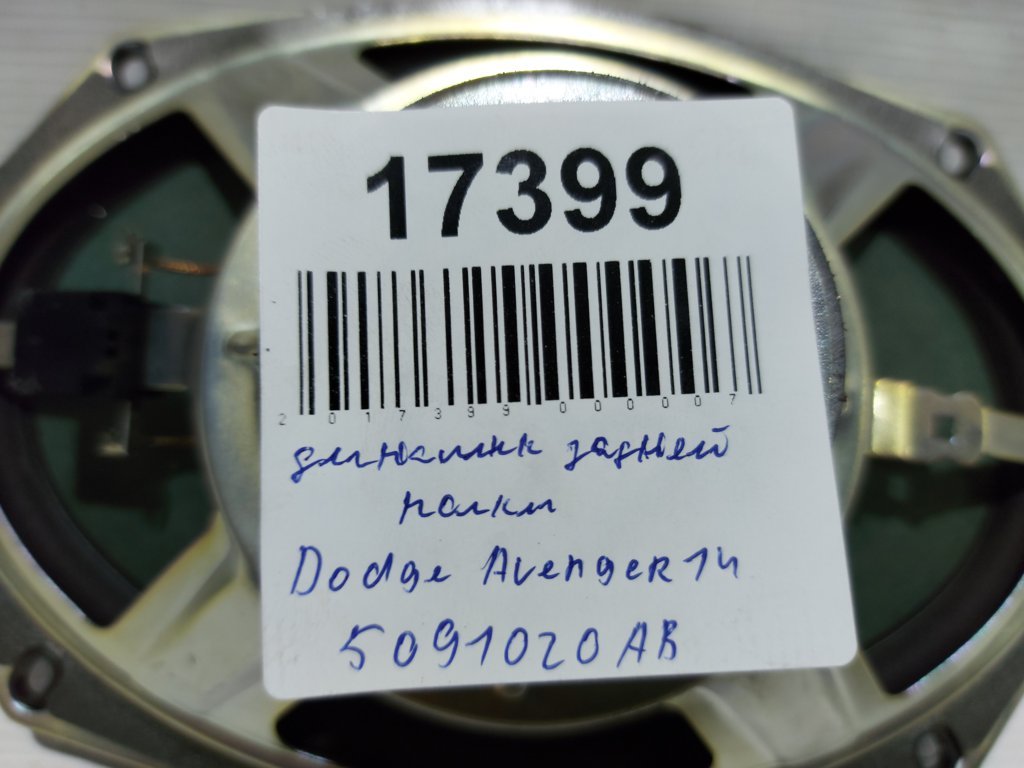 17399
2 017399 000007
динамик задней
полки
Dodge Avenger 14
5091020AB